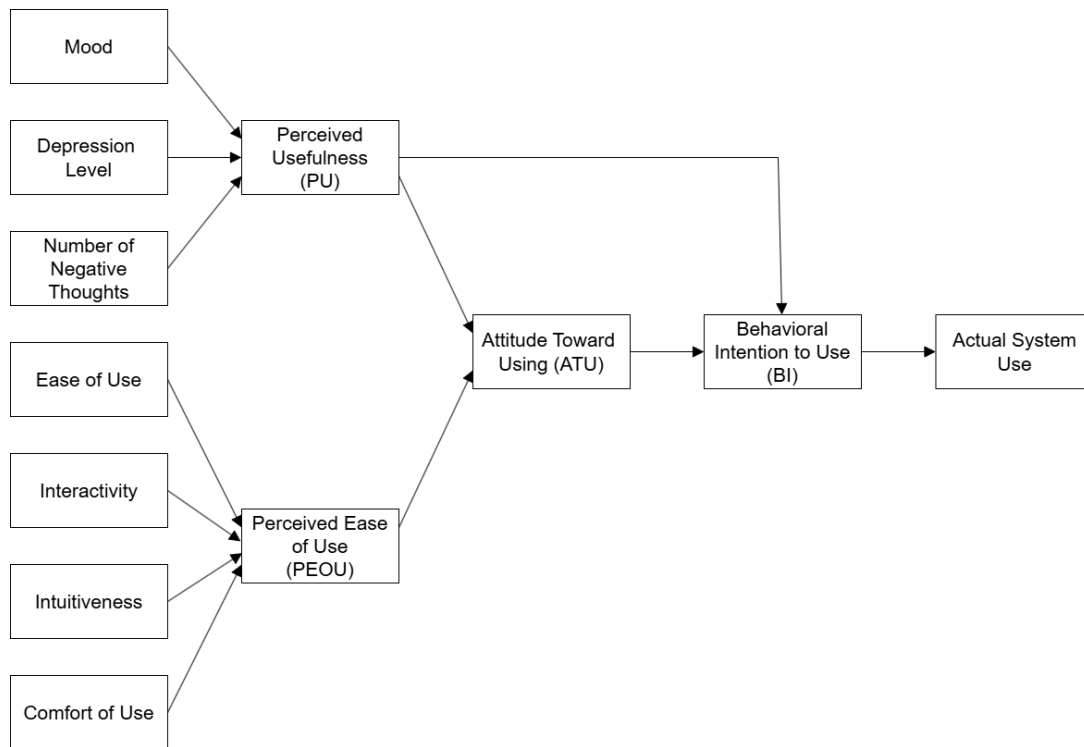 Mood
Depression
Level
Perceived
Usefulness
(PU)
Number of
Negative
Thoughts
Ease of Use
Attitude Toward
Using (ATU)
Behavioral
Intention to Use
(BI)
Actual System
Use
Interactivity
Perceived Ease
of Use
(PEOU)
Intuitiveness
Comfort of Use